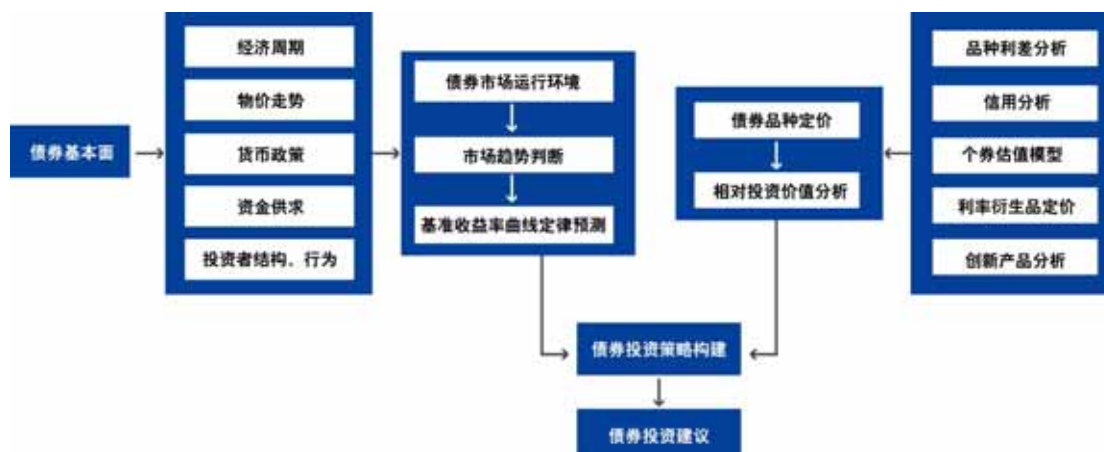 债券基本面
经济周期
物价走势
货币政策
资金供求
投资者结构、行为
债券市场运行环境
市场趋势判断
基准收益率曲线定律预测
债券品种定价
相对投资价值分析
品种利差分析
信用分析
个券估值模型
利率衍生品定价
创新产品分析
债券投资策略构建
债券投资建议